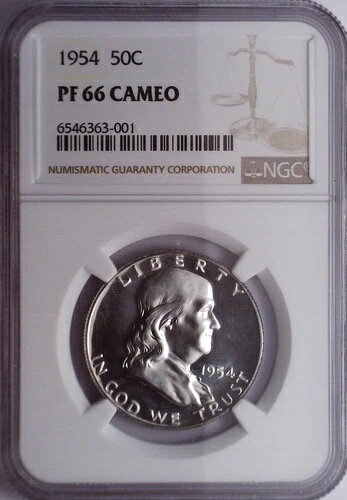 1954 50C
PF 66 CAMEO
6546363-001
NUMISMATIC GUARANTY CORPORATION
NGC®
LIBERTY
1954
IN GOD WE TRUST